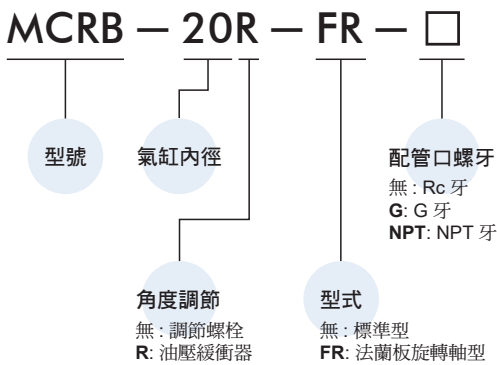 MCRB — 20R — FR — □
型號
氣缸內徑
配管口螺牙
無 : Rc 牙
G: G 牙
NPT: NPT 牙
角度調節
無 : 調節螺栓
R: 油壓緩衝器
型式
無 : 標準型
FR: 法蘭板旋轉軸型